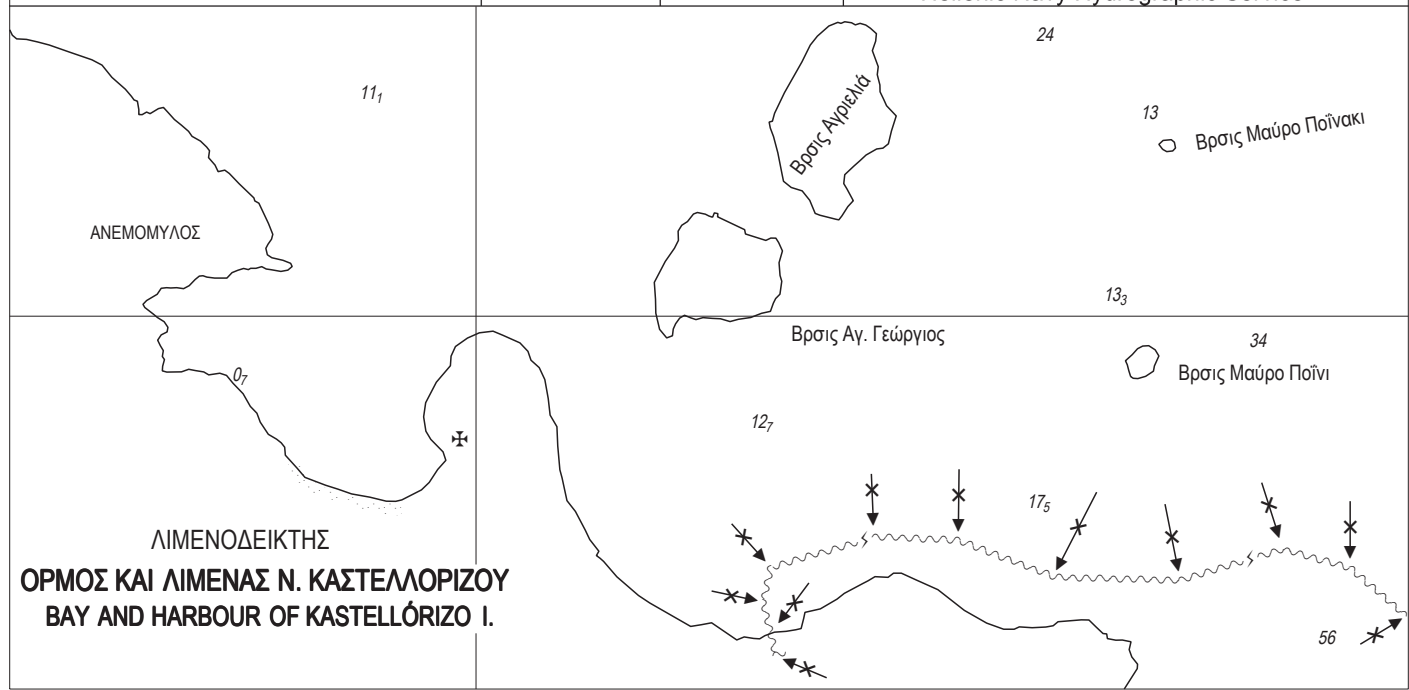 24
11₁
Βρσις Αγριελιά
13
Βρσις Μαύρο Ποΐνακι
ΑΝΕΜΟΜΥΛΟΣ
13₃
Βρσις Αγ. Γεώργιος
34
0₇
Βρσις Μαύρο Ποΐνι
12₇
17₅
ΛΙΜΕΝΟΔΕΙΚΤΗΣ
ΟΡΜΟΣ ΚΑΙ ΛΙΜΕΝΑΣ Ν. ΚΑΣΤΕΛΛΟΡΙΖΟΥ
BAY AND HARBOUR OF KASTELLÓRIZO I.
56